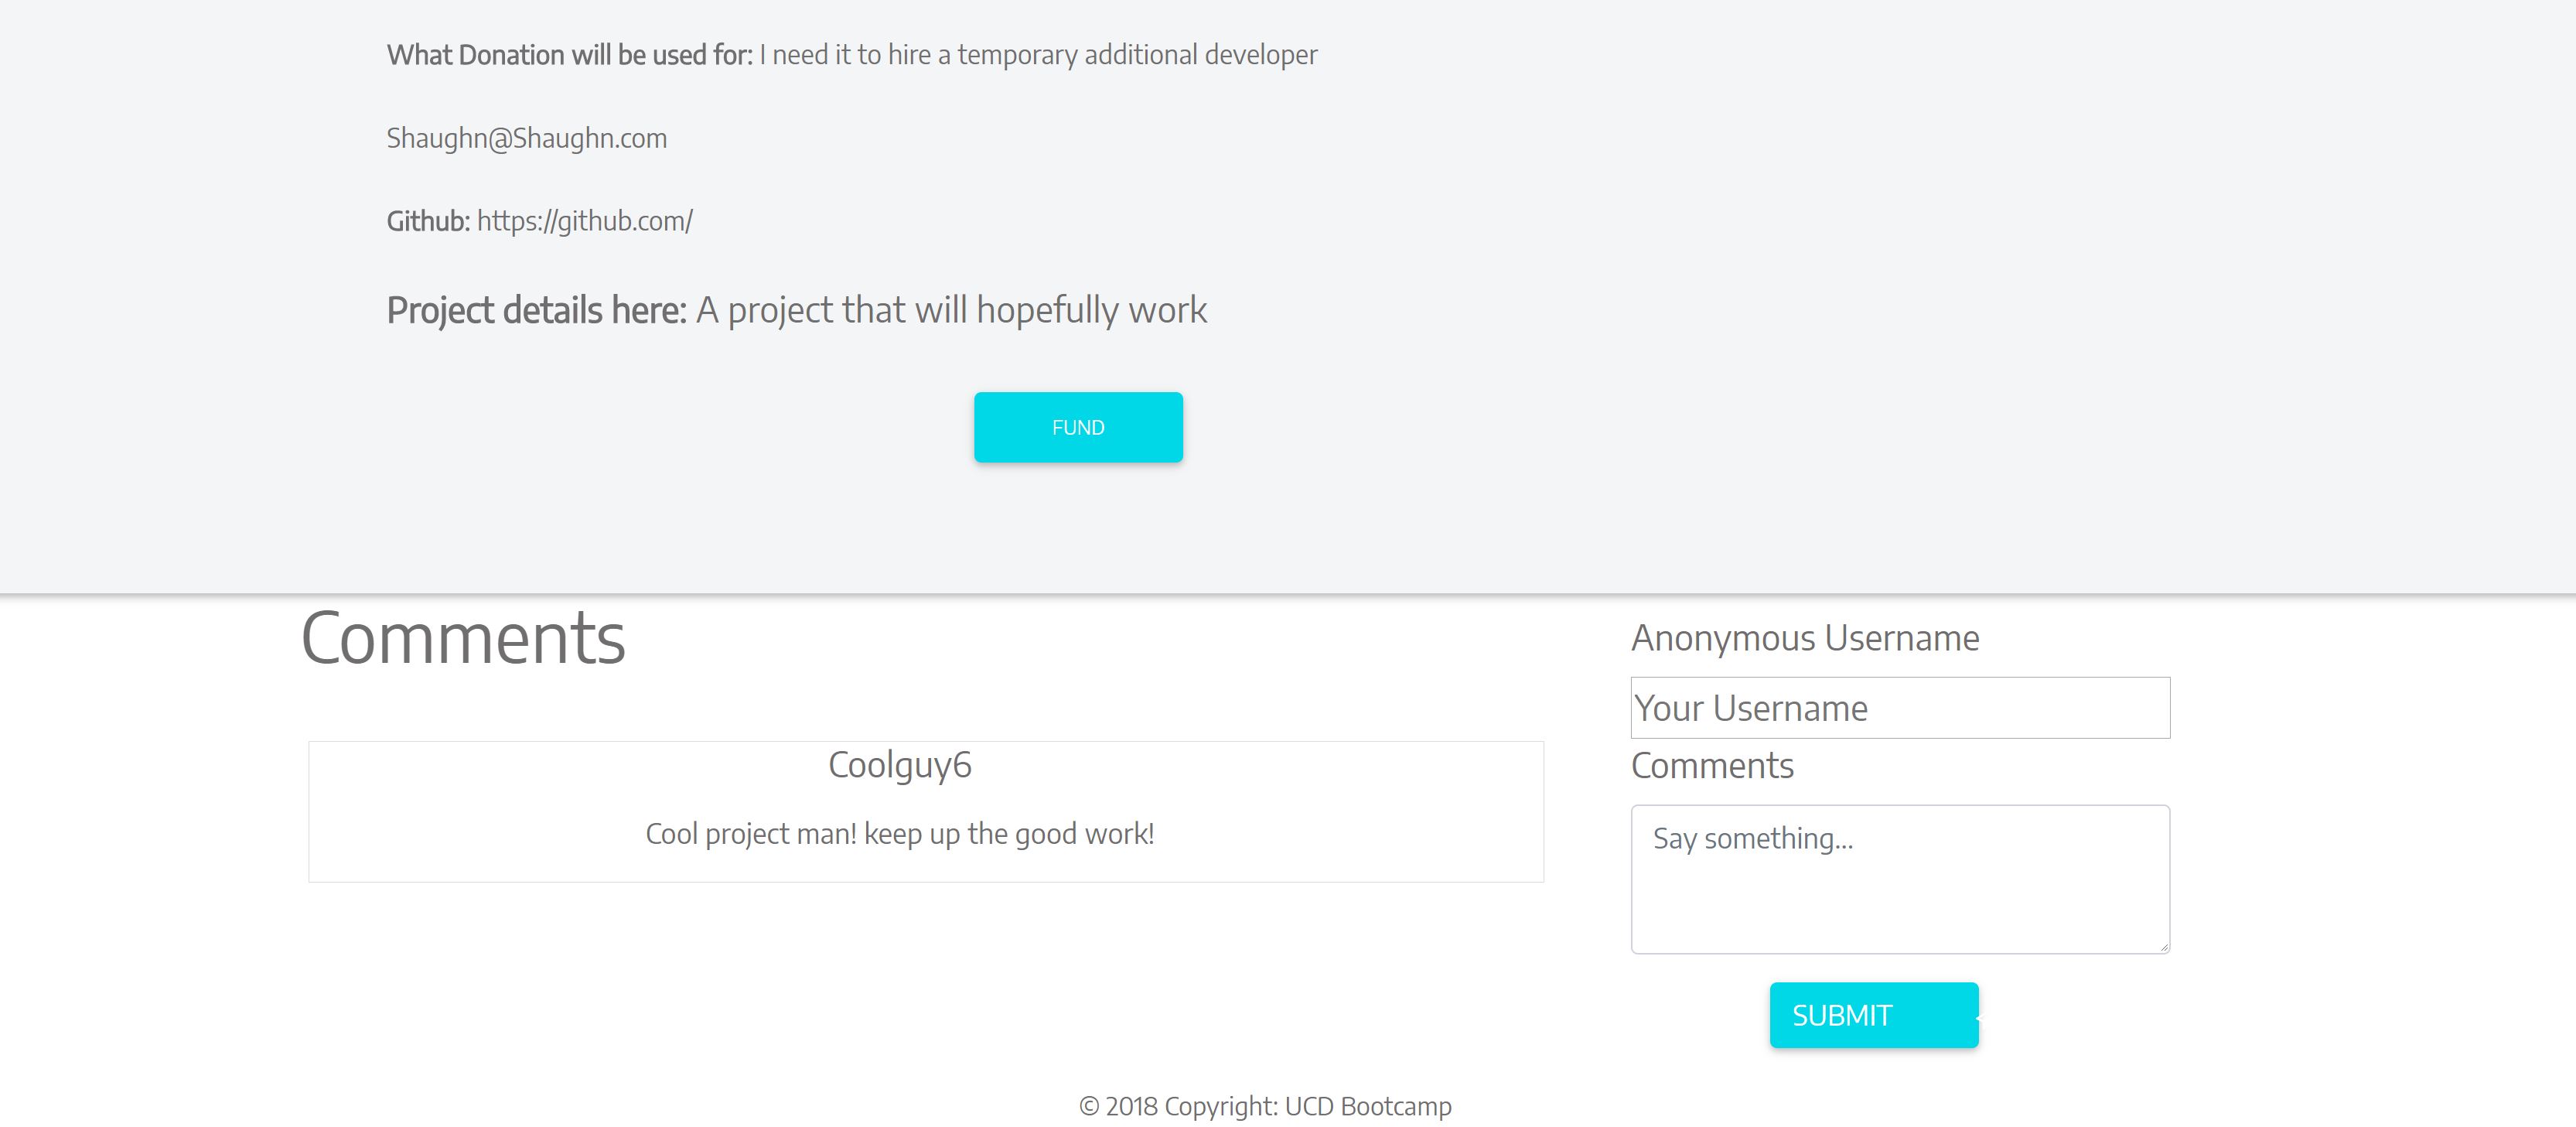 What Donation will be used for: I need it to hire a temporary additional developer
Shaughn@Shaughn.com
Github: https://github.com/
Project details here: A project that will hopefully work
FUND
Comments
Coolguy6
Cool project man! keep up the good work!
Anonymous Username
Your Username
Comments
Say something...
SUBMIT
© 2018 Copyright: UCD Bootcamp